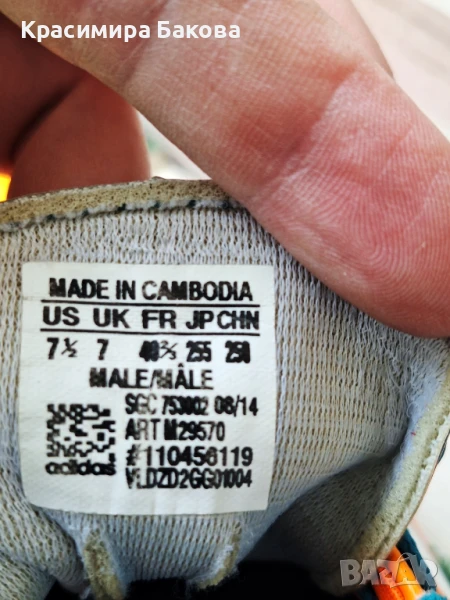 Красимира Бакова
MADE IN CAMBODIA
US UK FR JP CHN
7½ 7 40⅔ 255 250
MALE/MÂLE
SGC 753002 08/14
ART M29570
#110456119
VLDZD2GG01004
adidas
BAZAR